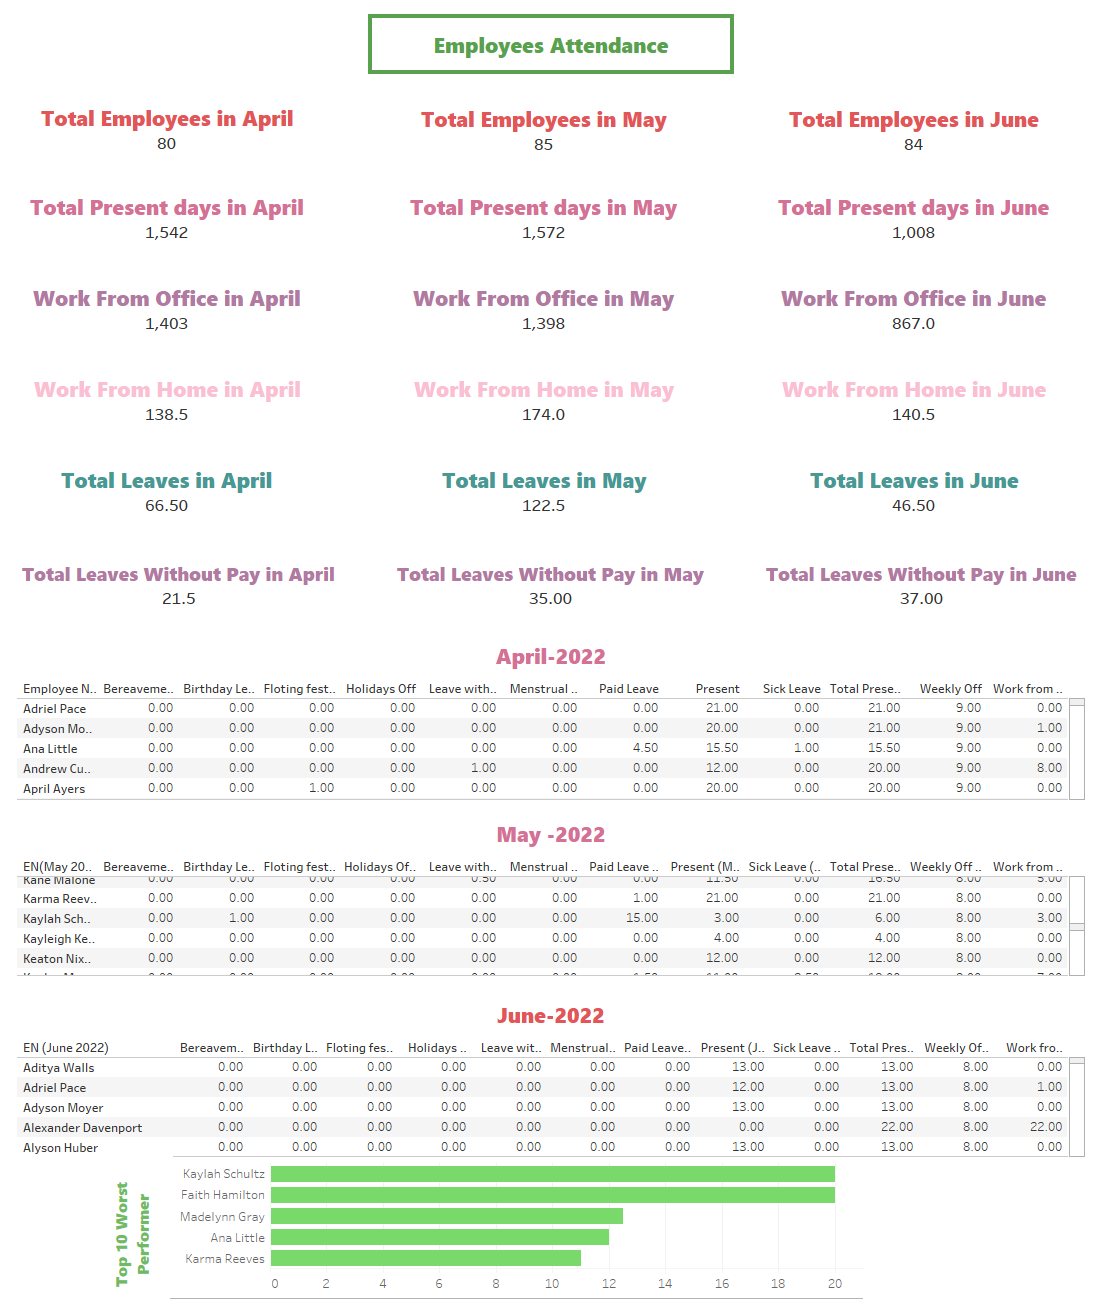 Employees Attendance
Total Employees in April Total Employees in May Total Employees in June
80 85 84
Total Present days in April Total Present days in May Total Present days in June
1,542 1,572 1,008
Work From Office in April Work From Office in May Work From Office in June
1,403 1,398 867.0
Work From Home in April Work From Home in May Work From Home in June
138.5 174.0 140.5
Total Leaves in April Total Leaves in May Total Leaves in June
66.50 122.5 46.50
Total Leaves Without Pay in April Total Leaves Without Pay in May Total Leaves Without Pay in June
21.5 35.00 37.00
April-2022
Employee N.. Bereaveme.. Birthday Le.. Floting fest.. Holidays Off Leave with.. Menstrual .. Paid Leave Present Sick Leave Total Prese.. Weekly Off Work from ..
Adriel Pace 0.00 0.00 0.00 0.00 0.00 0.00 0.00 21.00 0.00 21.00 9.00 0.00
Adyson Mo.. 0.00 0.00 0.00 0.00 0.00 0.00 0.00 20.00 0.00 21.00 9.00 1.00
Ana Little 0.00 0.00 0.00 0.00 0.00 0.00 4.50 15.50 1.00 15.50 9.00 0.00
Andrew Cu.. 0.00 0.00 0.00 0.00 1.00 0.00 0.00 12.00 0.00 20.00 9.00 8.00
April Ayers 0.00 0.00 1.00 0.00 0.00 0.00 0.00 20.00 0.00 20.00 9.00 0.00
May -2022
EN(May 20.. Bereaveme.. Birthday Le.. Floting fest.. Holidays Of.. Leave with.. Menstrual .. Paid Leave .. Present (M.. Sick Leave (.. Total Prese.. Weekly Off .. Work from ..
Kane Malone 0.00 0.00 0.00 0.00 0.50 0.00 0.00 11.50 0.00 16.50 8.00 5.00
Karma Reev.. 0.00 0.00 0.00 0.00 0.00 0.00 1.00 21.00 0.00 21.00 8.00 0.00
Kaylah Sch.. 0.00 1.00 0.00 0.00 0.00 0.00 15.00 3.00 0.00 6.00 8.00 3.00
Kayleigh Ke.. 0.00 0.00 0.00 0.00 0.00 0.00 0.00 4.00 0.00 4.00 8.00 0.00
Keaton Nix.. 0.00 0.00 0.00 0.00 0.00 0.00 0.00 12.00 0.00 12.00 8.00 0.00
June-2022
EN (June 2022) Bereavem.. Birthday L.. Floting fes.. Holidays .. Leave wit.. Menstrual.. Paid Leave.. Present (J.. Sick Leave .. Total Pres.. Weekly Of.. Work fro..
Aditya Walls 0.00 0.00 0.00 0.00 0.00 0.00 0.00 13.00 0.00 13.00 8.00 0.00
Adriel Pace 0.00 0.00 0.00 0.00 0.00 0.00 0.00 12.00 0.00 13.00 8.00 1.00
Adyson Moyer 0.00 0.00 0.00 0.00 0.00 0.00 0.00 13.00 0.00 13.00 8.00 0.00
Alexander Davenport 0.00 0.00 0.00 0.00 0.00 0.00 0.00 0.00 0.00 22.00 8.00 22.00
Alyson Huber 0.00 0.00 0.00 0.00 0.00 0.00 0.00 13.00 0.00 13.00 8.00 0.00
Top 10 Worst
Performer
Kaylah Schultz
Faith Hamilton
Madelynn Gray
Ana Little
Karma Reeves
0 2 4 6 8 10 12 14 16 18 20